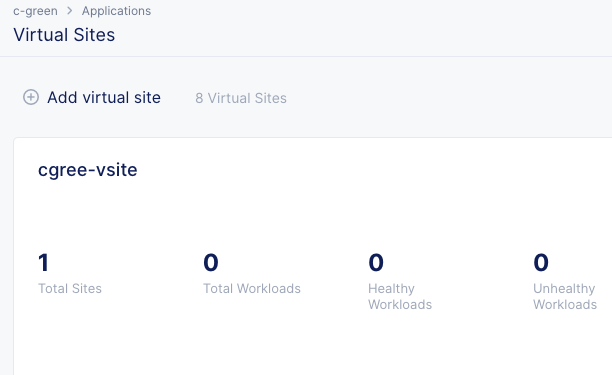 c-green > Applications
Virtual Sites
Add virtual site 8 Virtual Sites
cgree-vsite
1 0 0 0
Total Sites Total Workloads Healthy Unhealthy
Workloads Workloads